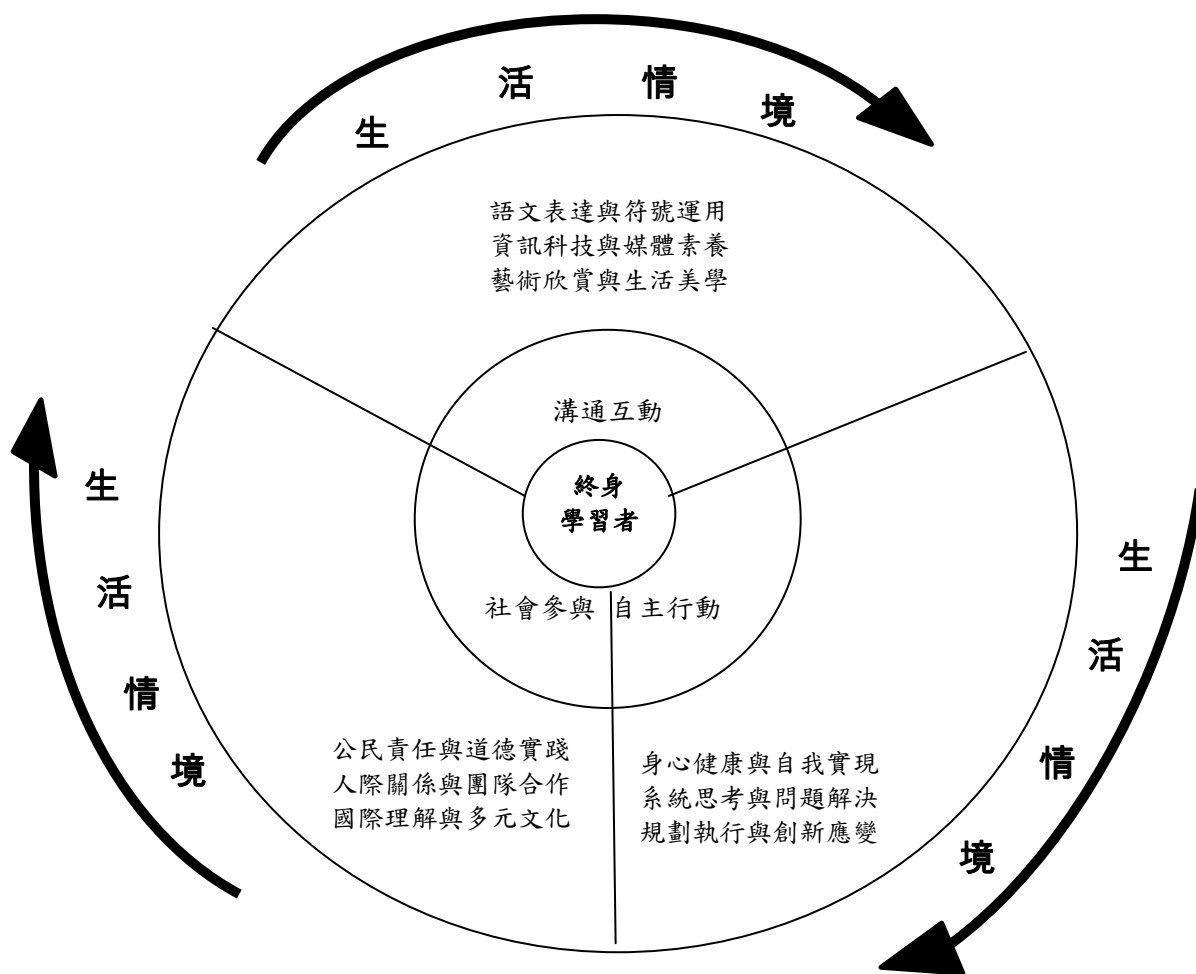 生活情境
語文表達與符號運用
資訊科技與媒體素養
藝術欣賞與生活美學
溝通互動
終身
學習者
社會參與 自主行動
公民責任與道德實踐
人際關係與團隊合作
國際理解與多元文化
身心健康與自我實現
系統思考與問題解決
規劃執行與創新應變
生活情境
生活情境